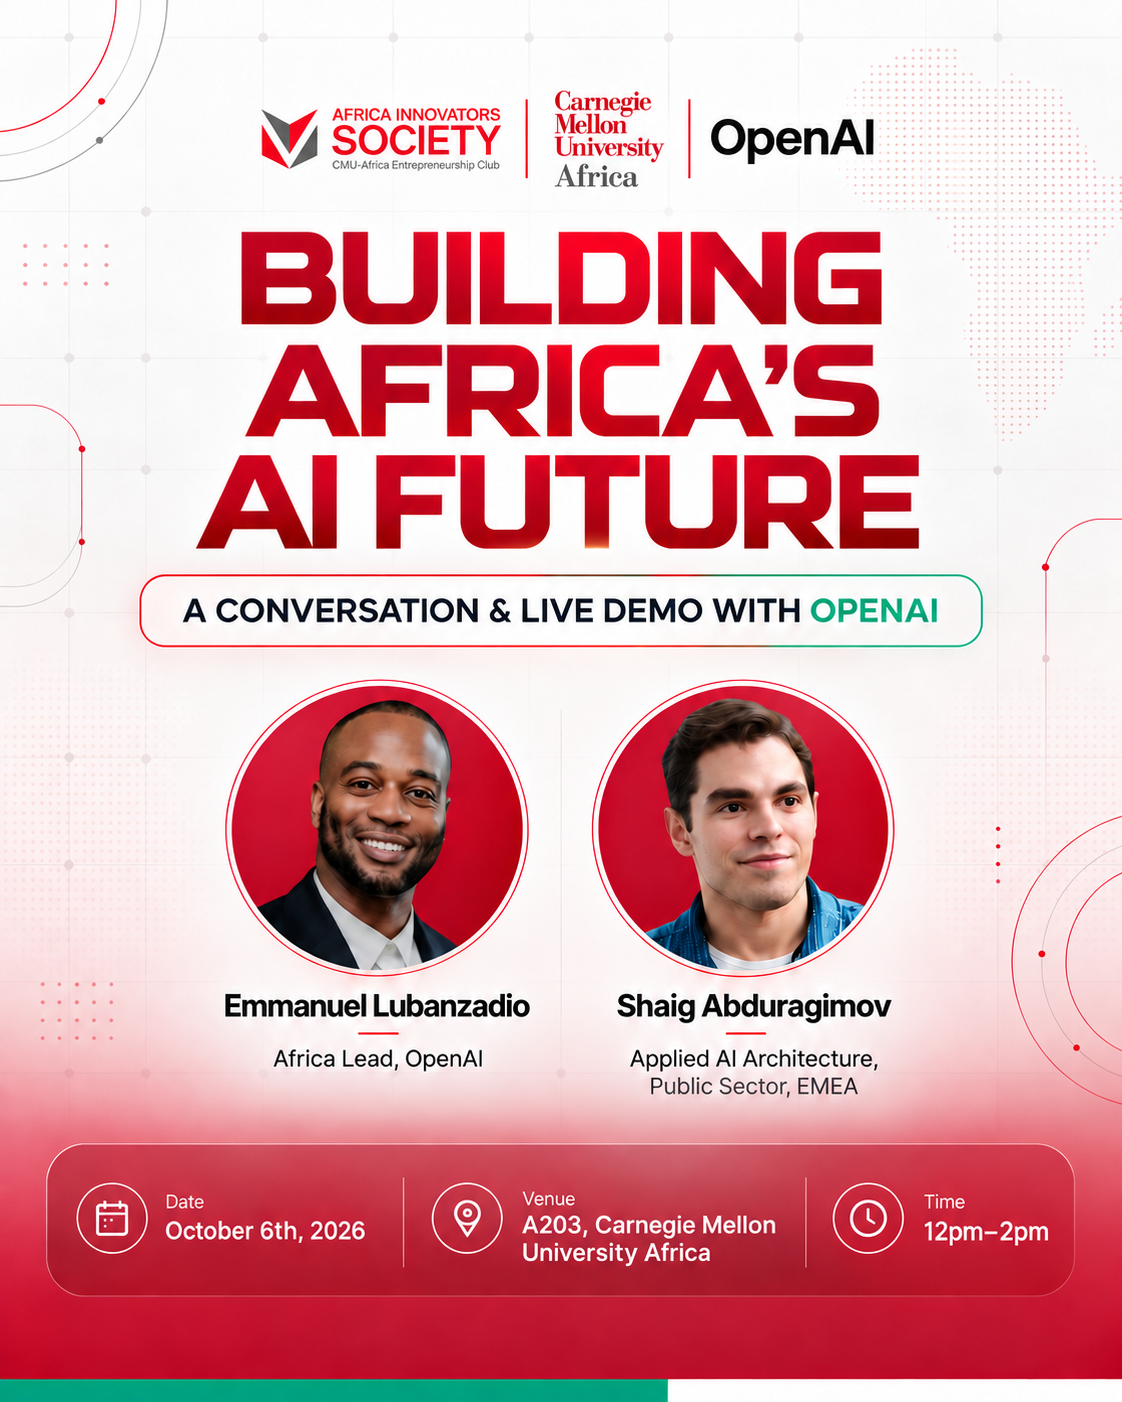 AFRICA INNOVATORS
SOCIETY
CMU-Africa Entrepreneurship Club
Carnegie
Mellon
University
Africa
OpenAI
BUILDING
AFRICA’S
AI FUTURE
A CONVERSATION & LIVE DEMO WITH OPENAI
Emmanuel Lubanzadio
Africa Lead, OpenAI
Shaig Abduragimov
Applied AI Architecture,
Public Sector, EMEA
Date
October 6th, 2026
Venue
A203, Carnegie Mellon
University Africa
Time
12pm–2pm